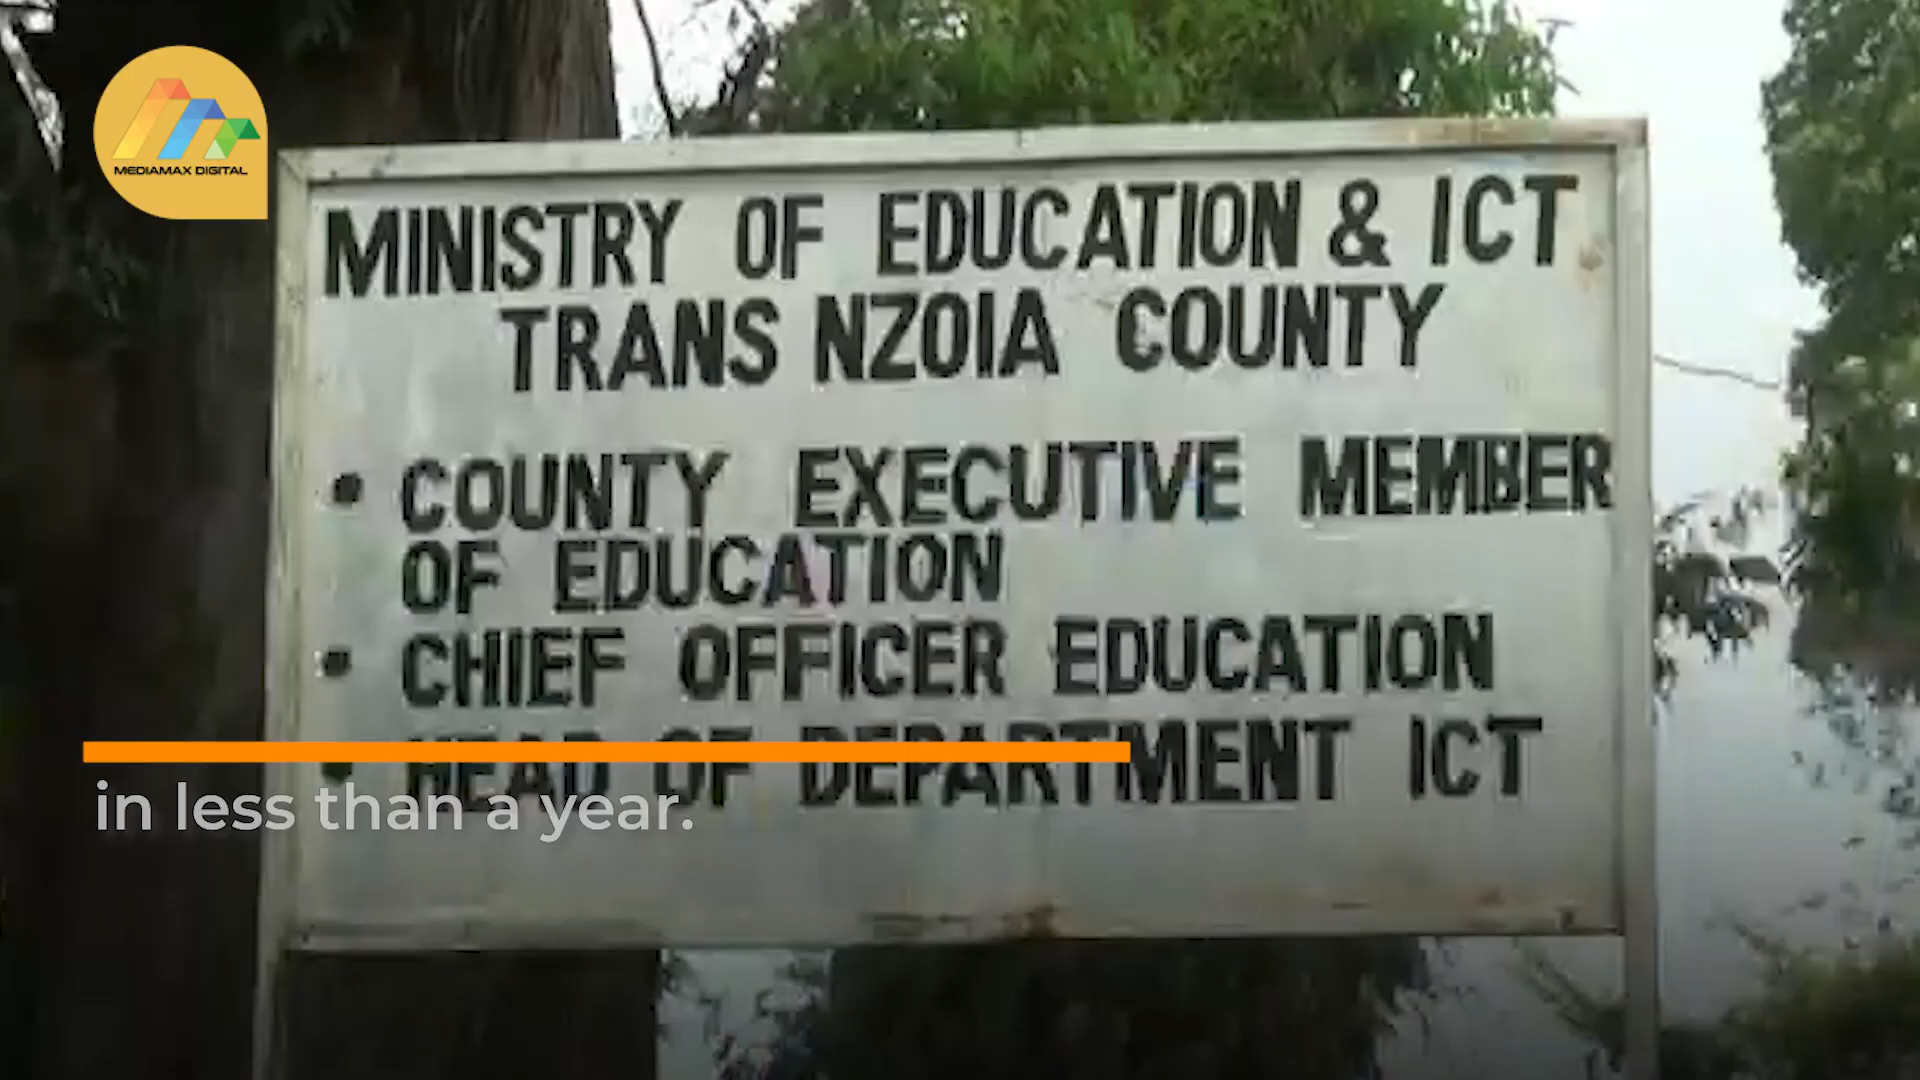 MEDIAMAX DIGITAL
MINISTRY OF EDUCATION & ICT
TRANS NZOIA COUNTY
• COUNTY EXECUTIVE MEMBER
OF EDUCATION
• CHIEF OFFICER EDUCATION
• HEAD OF DEPARTMENT ICT
in less than a year.